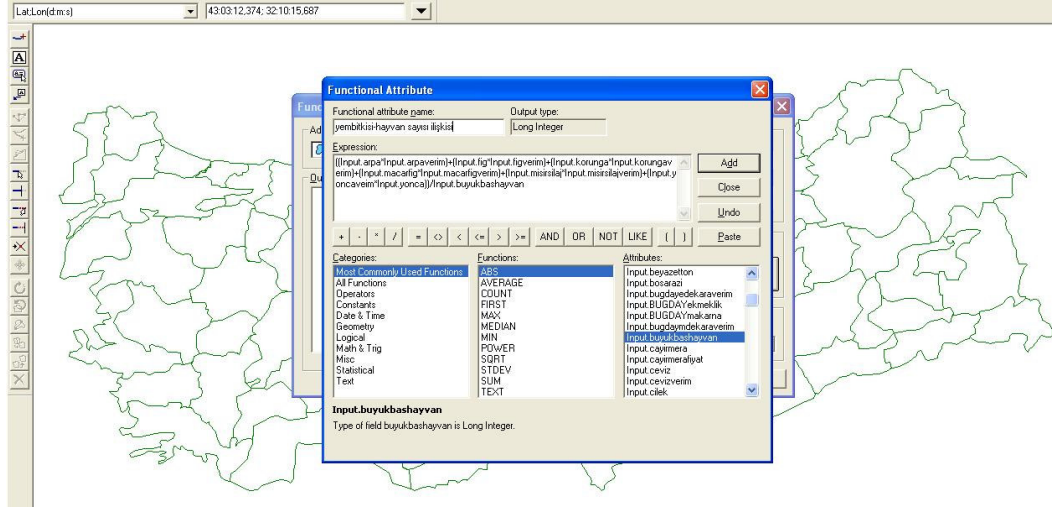 Lat;Lon(d:m:s) 43:03:12,374; 32:10:15,687
A
Functional Attribute
Functional attribute name: Output type:
yembitkisi-hayvan sayısı ilişkisi Long Integer
Expression:
((Input.arpa*Input.arpaverim)+(Input.fig*Input.figverim)+(Input.korunga*Input.korungav
erim)+(Input.macarfig*Input.macarfigverim)+(Input.misirsilaj*Input.misirsilajverim)+(Input.y
oncaveim*Input.yonca))/Input.buyukbashayvan
Add
Close
Undo
+ - * / = <> < <= > >= AND OR NOT LIKE ( ) Paste
Categories: Functions: Attributes:
Most Commonly Used Functions ABS Input.beyazetton
All Functions AVERAGE Input.bosarazi
Operators COUNT Input.bugdayedekaraverim
Constants FIRST Input.BUGDAYekmeklik
Date & Time MAX Input.BUGDAYmakarna
Geometry MEDIAN Input.bugdaymdekaraverim
Logical MIN Input.buyukbashayvan
Math & Trig POWER Input.cayirmera
Misc SQRT Input.cayirmerafiyat
Statistical STDEV Input.ceviz
Text SUM Input.cevizverim
TEXT Input.cilek
Input.buyukbashayvan
Type of field buyukbashayvan is Long Integer.